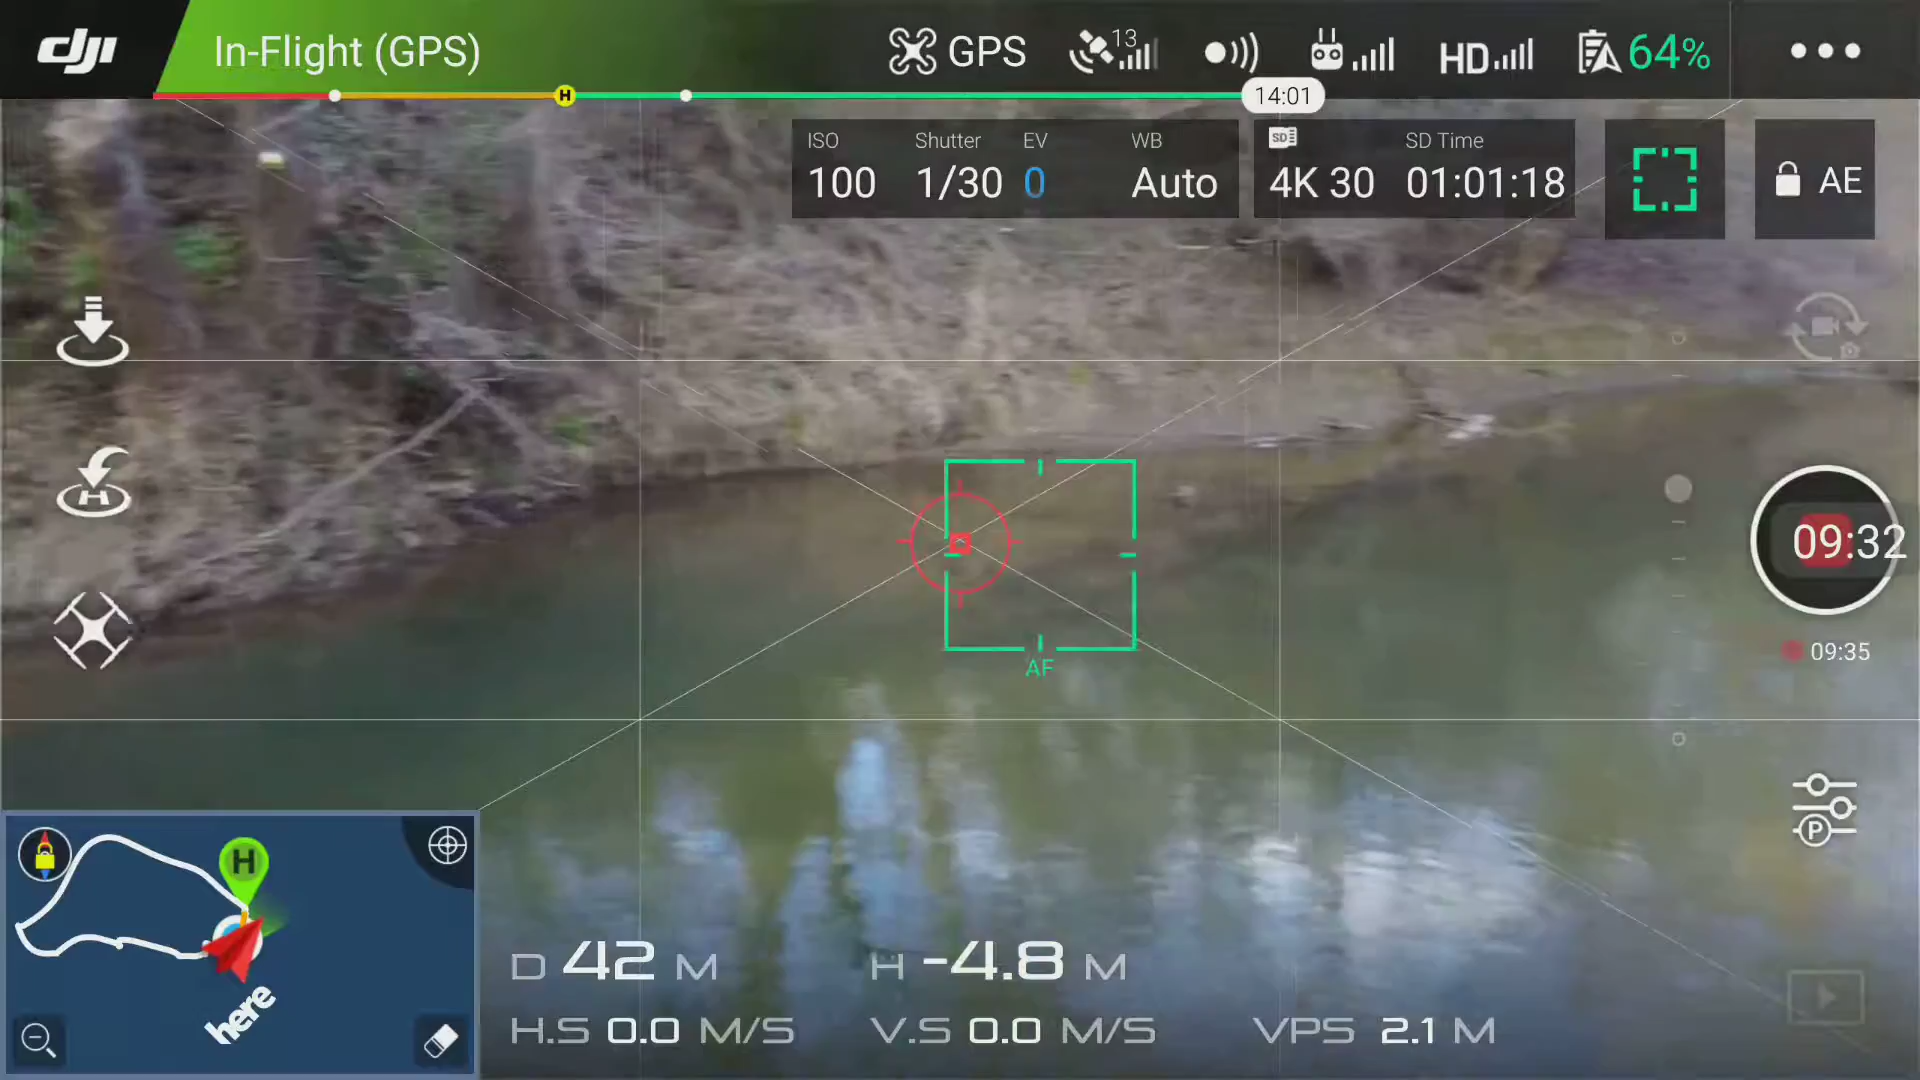 dji In-Flight (GPS) GPS 13 HD 64%
H 14:01
ISO Shutter EV WB SD SD Time
100 1/30 0 Auto 4K 30 01:01:18 AE
H
09:32
AF
09:35
P
H
here
D 42 M H -4.8 M
H.S 0.0 M/S V.S 0.0 M/S VPS 2.1 M